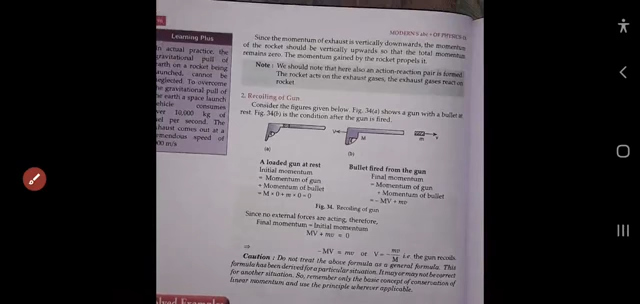 MODERN'S abc + OF PHYSICS-XI
Learning Plus
In actual practice, the
gravitational pull of
earth on a rocket being
launched, cannot be
neglected. To overcome
the gravitational pull of
the earth a space launch
vehicle consumes
over 10,000 kg of
fuel per second. The
exhaust comes out at a
tremendous speed of
000 m/s
Since the momentum of exhaust is vertically downwards, the momentum
of the rocket should be vertically upwards so that the total momentum
remains zero. The momentum gained by the rocket propels it.
Note : We should note that here also an action-reaction pair is formed.
The rocket acts on the exhaust gases, the exhaust gases react on
rocket.
2. Recoiling of Gun
Consider the figures given below. Fig. 34(a) shows a gun with a bullet at
rest. Fig. 34(b) is the condition after the gun is fired.
V
M
m
v
(a)
(b)
A loaded gun at rest
Initial momentum
= Momentum of gun
+ Momentum of bullet
= M × 0 + m × 0 = 0
Bullet fired from the gun
Final momentum
= Momentum of gun
+ Momentum of bullet
= – MV + mv
Fig. 34. Recoiling of gun
Since no external forces are acting, therefore,
Final momentum = Initial momentum
MV + mv = 0
⇒ – MV = mv or V = – mv/M i.e. the gun recoils.
Caution : Do not treat the above formula as a general formula. This
formula has been derived for a particular situation. It may or may not be correct
for another situation. So, remember only the basic concept of conservation of
linear momentum and use the principle wherever applicable.
Solved Examples